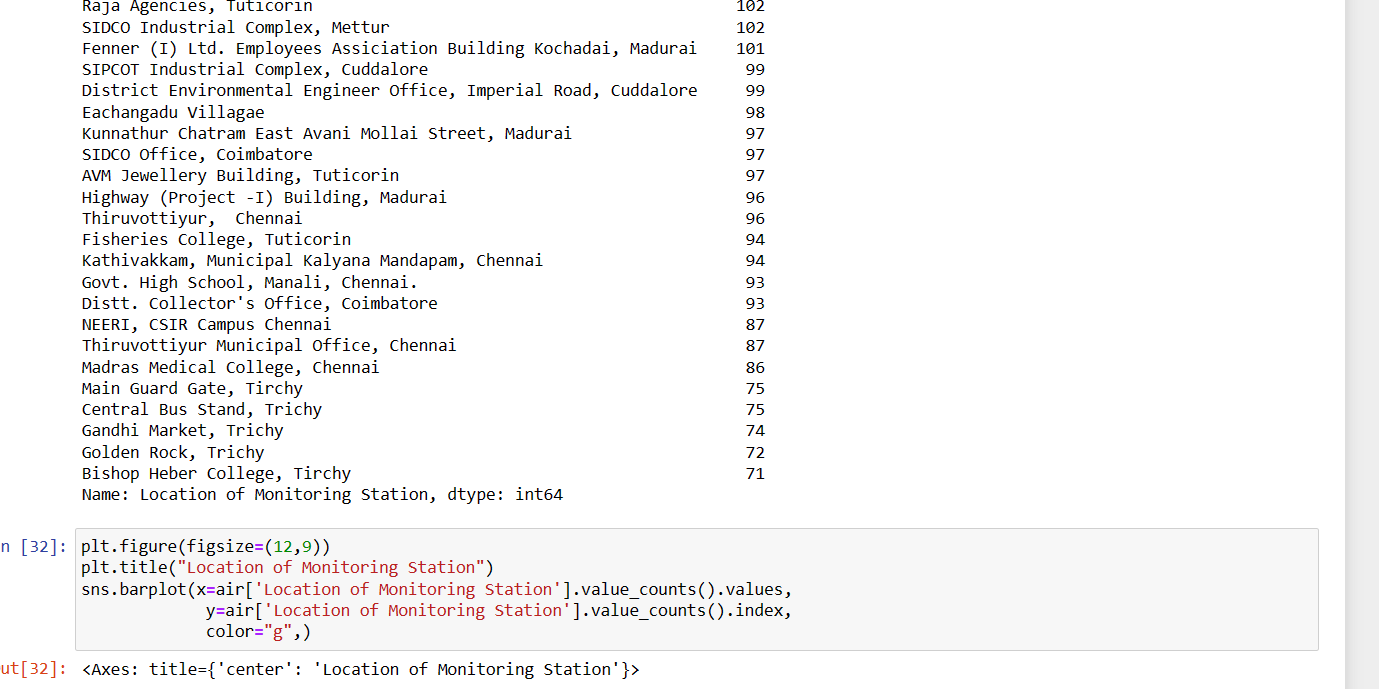 Raja Agencies, Tuticorin 102
SIDCO Industrial Complex, Mettur 102
Fenner (I) Ltd. Employees Assiciation Building Kochadai, Madurai 101
SIPCOT Industrial Complex, Cuddalore 99
District Environmental Engineer Office, Imperial Road, Cuddalore 99
Eachangadu Villagae 98
Kunnathur Chatram East Avani Mollai Street, Madurai 97
SIDCO Office, Coimbatore 97
AVM Jewellery Building, Tuticorin 97
Highway (Project -I) Building, Madurai 96
Thiruvottiyur,  Chennai 96
Fisheries College, Tuticorin 94
Kathivakkam, Municipal Kalyana Mandapam, Chennai 94
Govt. High School, Manali, Chennai. 93
Distt. Collector's Office, Coimbatore 93
NEERI, CSIR Campus Chennai 87
Thiruvottiyur Municipal Office, Chennai 87
Madras Medical College, Chennai 86
Main Guard Gate, Tirchy 75
Central Bus Stand, Trichy 75
Gandhi Market, Trichy 74
Golden Rock, Trichy 72
Bishop Heber College, Tirchy 71
Name: Location of Monitoring Station, dtype: int64
n [32]: plt.figure(figsize=(12,9))
plt.title("Location of Monitoring Station")
sns.barplot(x=air['Location of Monitoring Station'].value_counts().values,
y=air['Location of Monitoring Station'].value_counts().index,
color="g",)
ut[32]: <Axes: title={'center': 'Location of Monitoring Station'}>